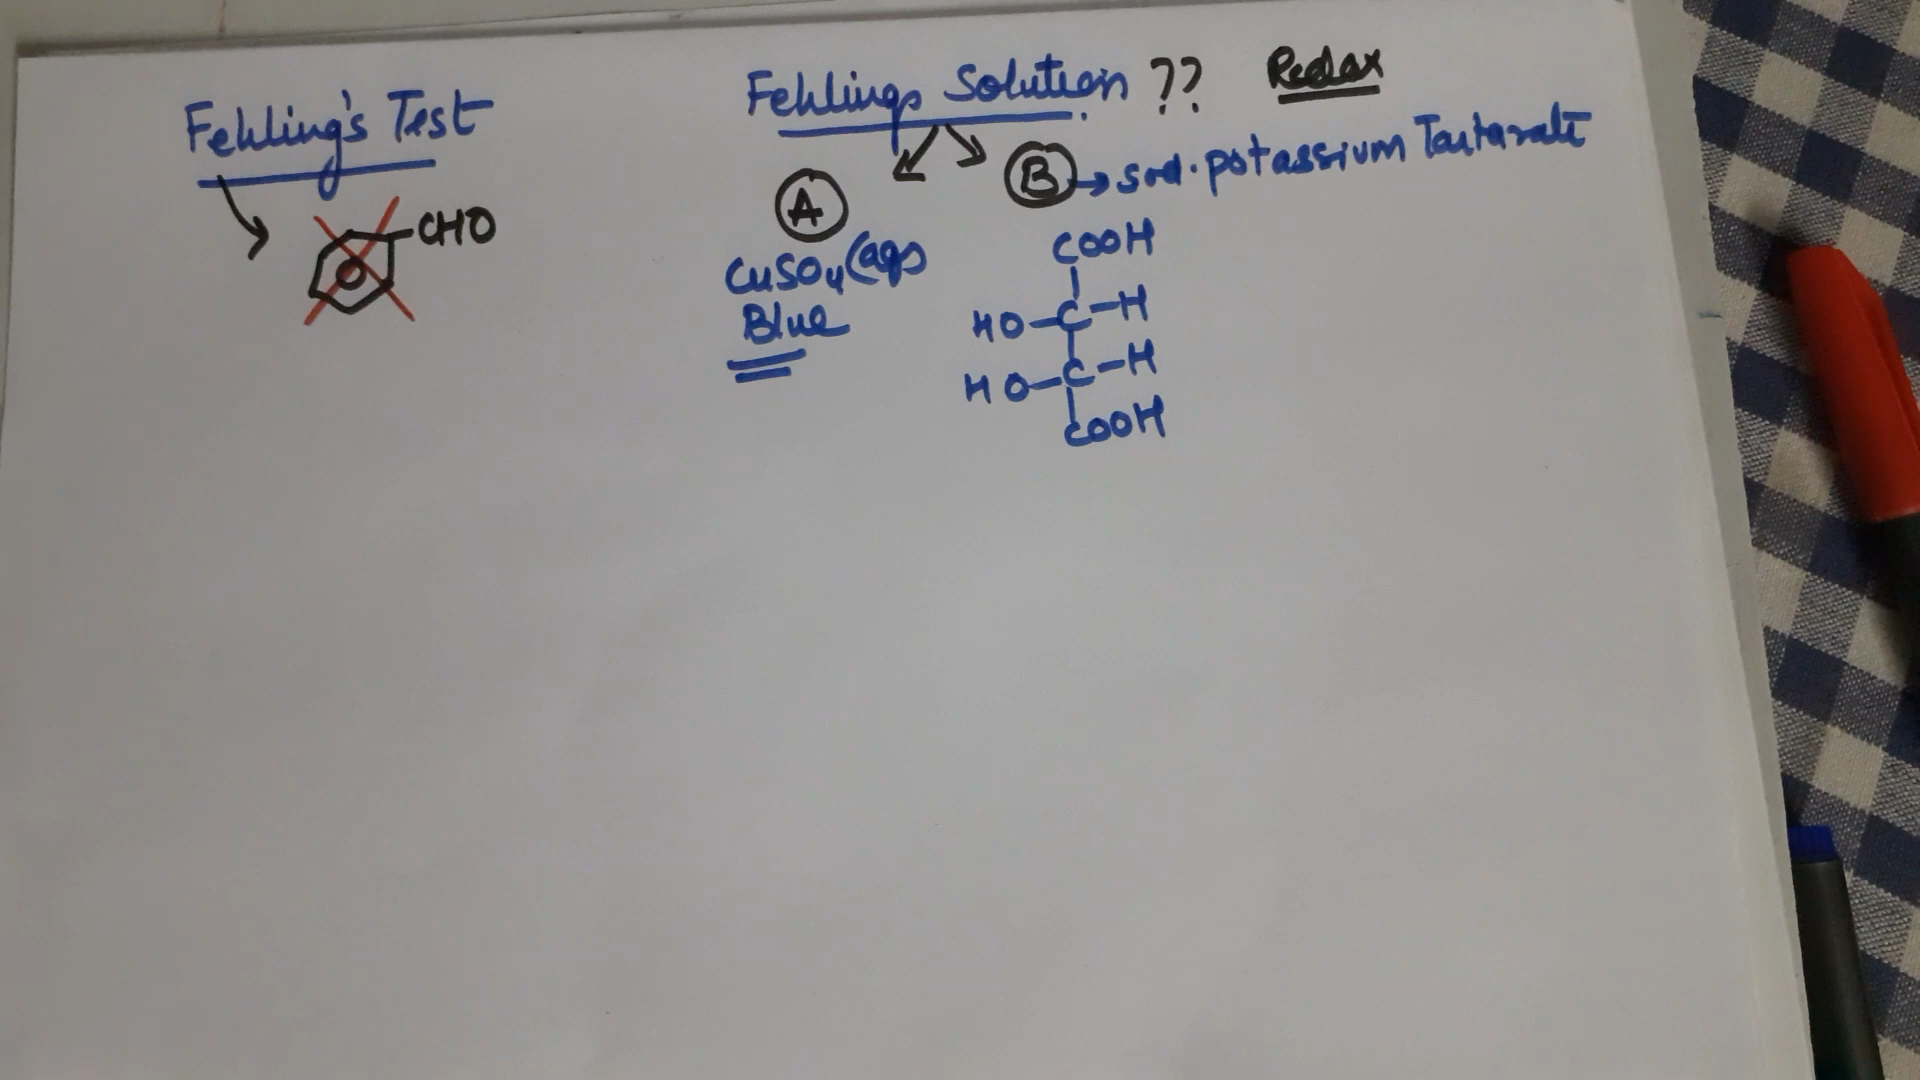 Fehling's Test
CHO
Fehlings Solution ?? Redox
A
CuSO4(aq)
Blue
B → sod. potassium Tartarate
COOH
HO-C-H
HO-C-H
COOH